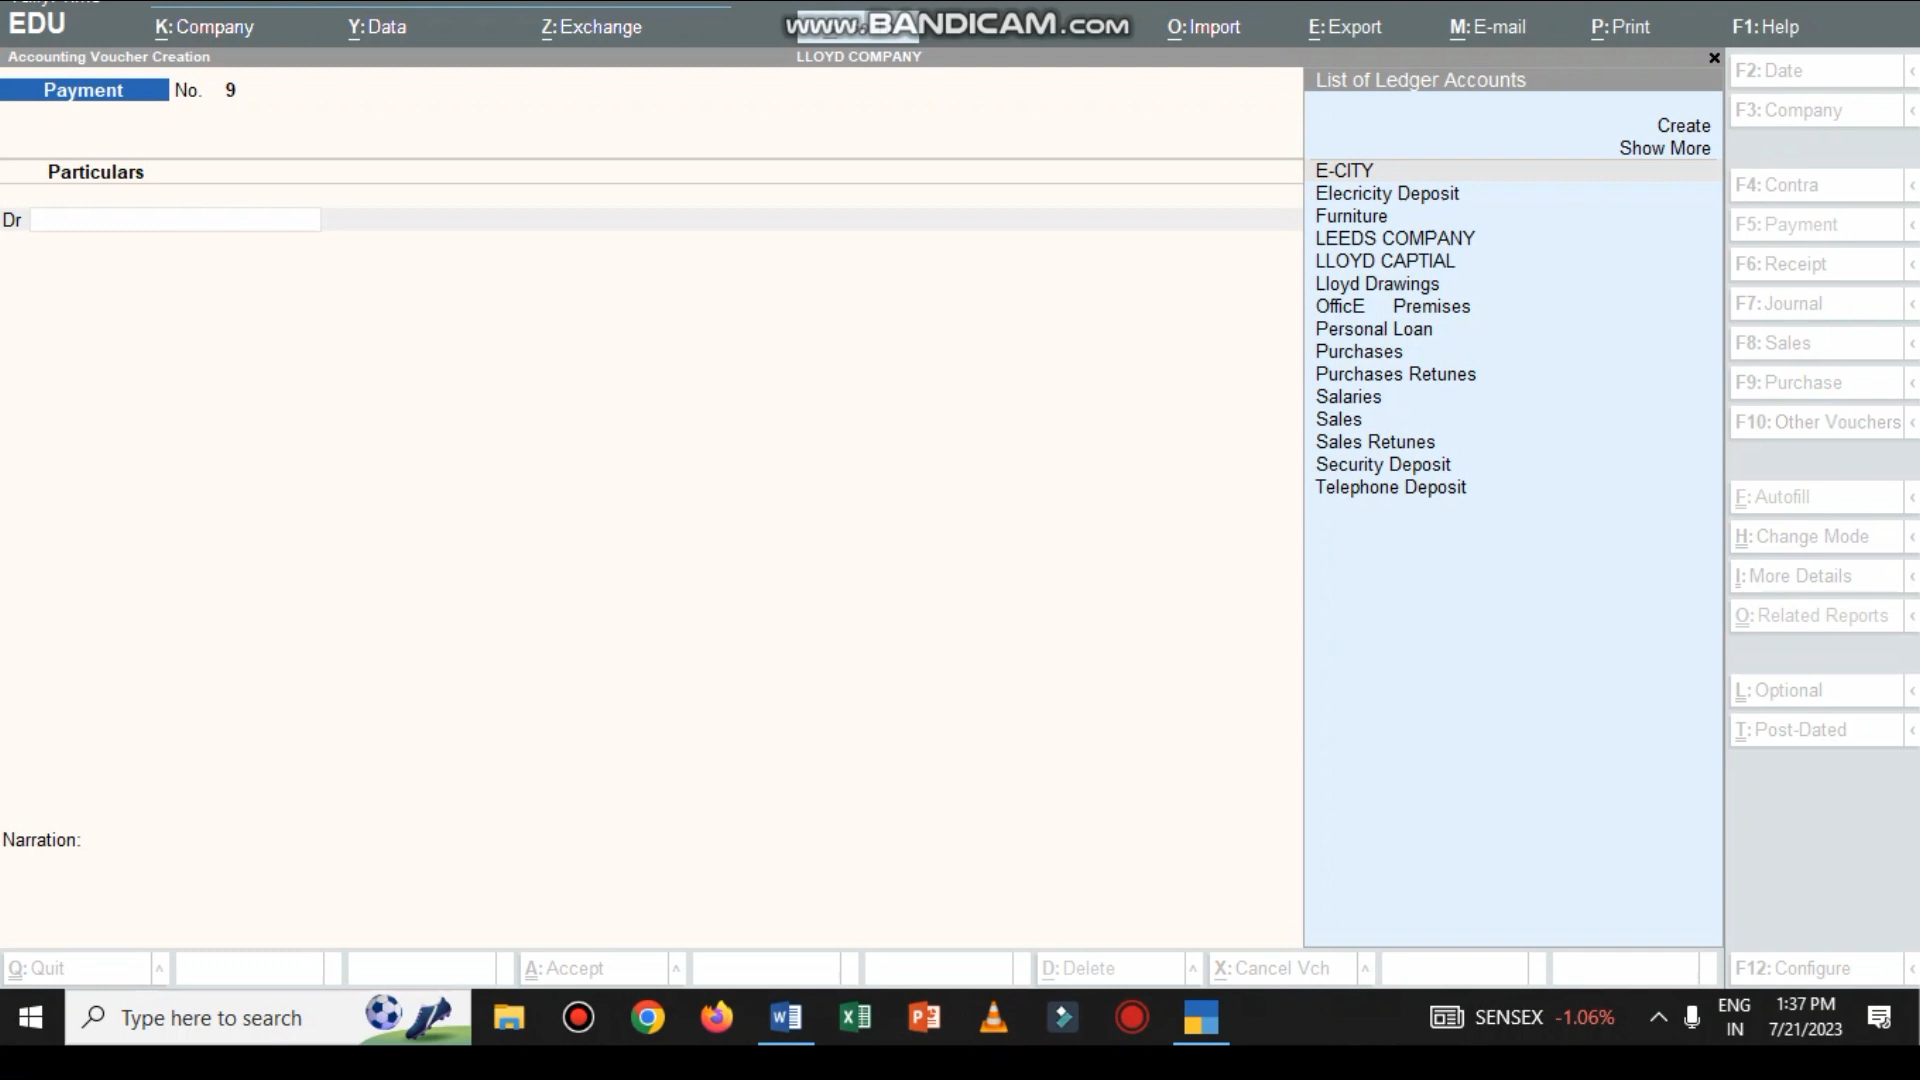 EDU
K: Company
Y: Data
Z: Exchange
www.BANDICAM.com
O: Import
E: Export
M: E-mail
P: Print
F1: Help
Accounting Voucher Creation
LLOYD COMPANY
Payment No. 9
Particulars
Dr
Narration:
List of Ledger Accounts
Create
Show More
E-CITY
Elecricity Deposit
Furniture
LEEDS COMPANY
LLOYD CAPTIAL
Lloyd Drawings
OfficE Premises
Personal Loan
Purchases
Purchases Retunes
Salaries
Sales
Sales Retunes
Security Deposit
Telephone Deposit
F2: Date
F3: Company
F4: Contra
F5: Payment
F6: Receipt
F7: Journal
F8: Sales
F9: Purchase
F10: Other Vouchers
F: Autofill
H: Change Mode
I: More Details
O: Related Reports
L: Optional
T: Post-Dated
Q: Quit
A: Accept
D: Delete
X: Cancel Vch
F12: Configure
Type here to search
SENSEX -1.06%
ENG
IN
1:37 PM
7/21/2023